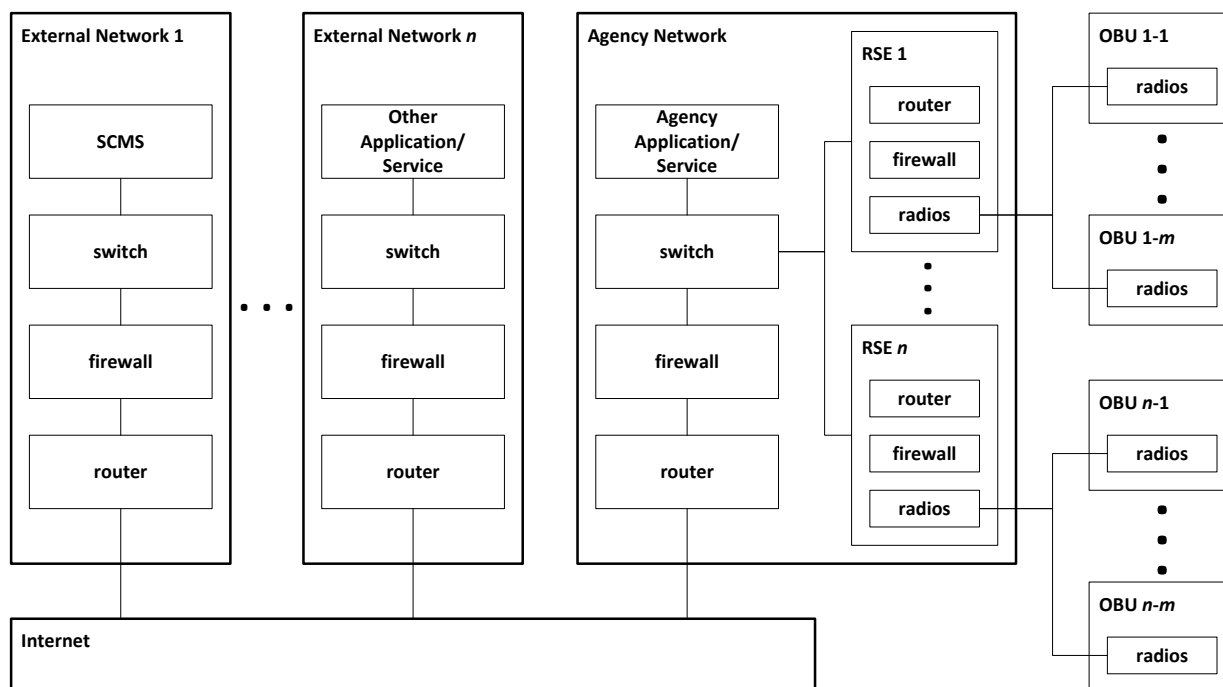 External Network 1
SCMS
switch
firewall
router
External Network n
Other
Application/
Service
switch
firewall
router
Agency Network
Agency
Application/
Service
switch
firewall
router
RSE 1
router
firewall
radios
RSE n
router
firewall
radios
OBU 1-1
radios
OBU 1-m
radios
OBU n-1
radios
OBU n-m
radios
Internet